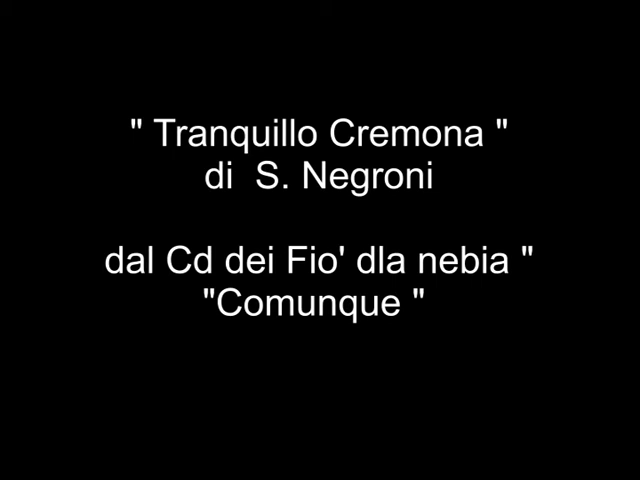 " Tranquillo Cremona "
di  S. Negroni
dal Cd dei Fio' dla nebia "
"Comunque "